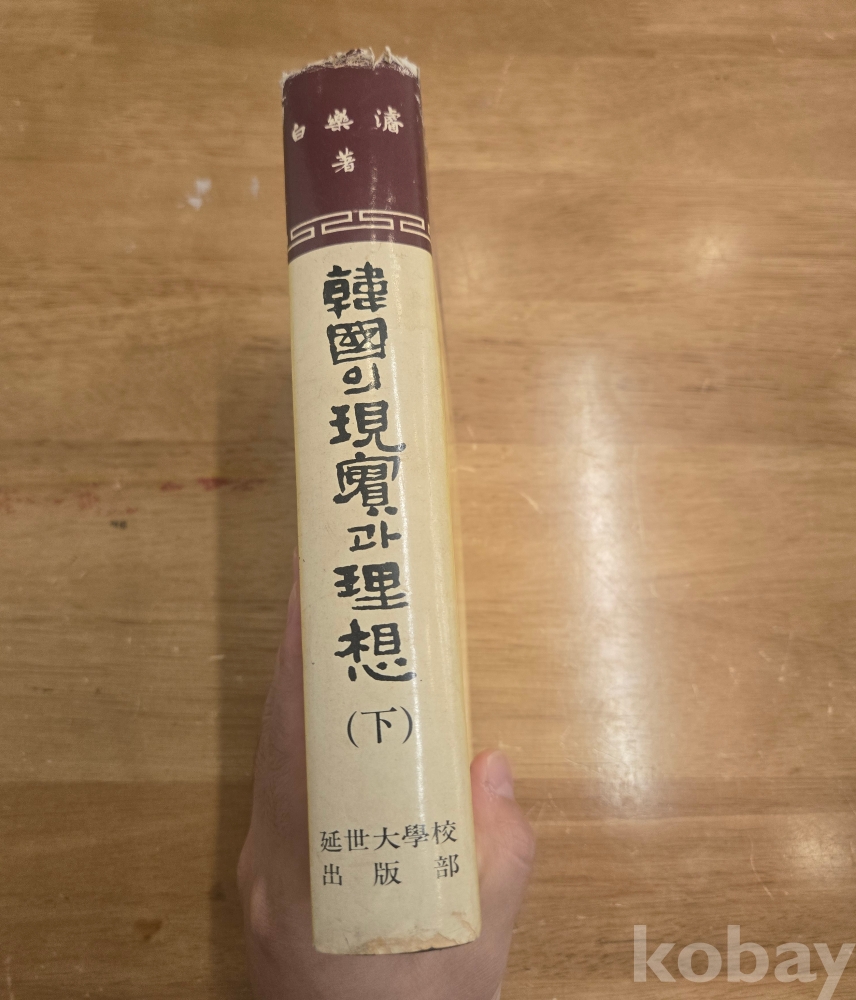 白樂濬
著
韓國의 現實과 理想
(下)
延世大學校
出版部
kobay